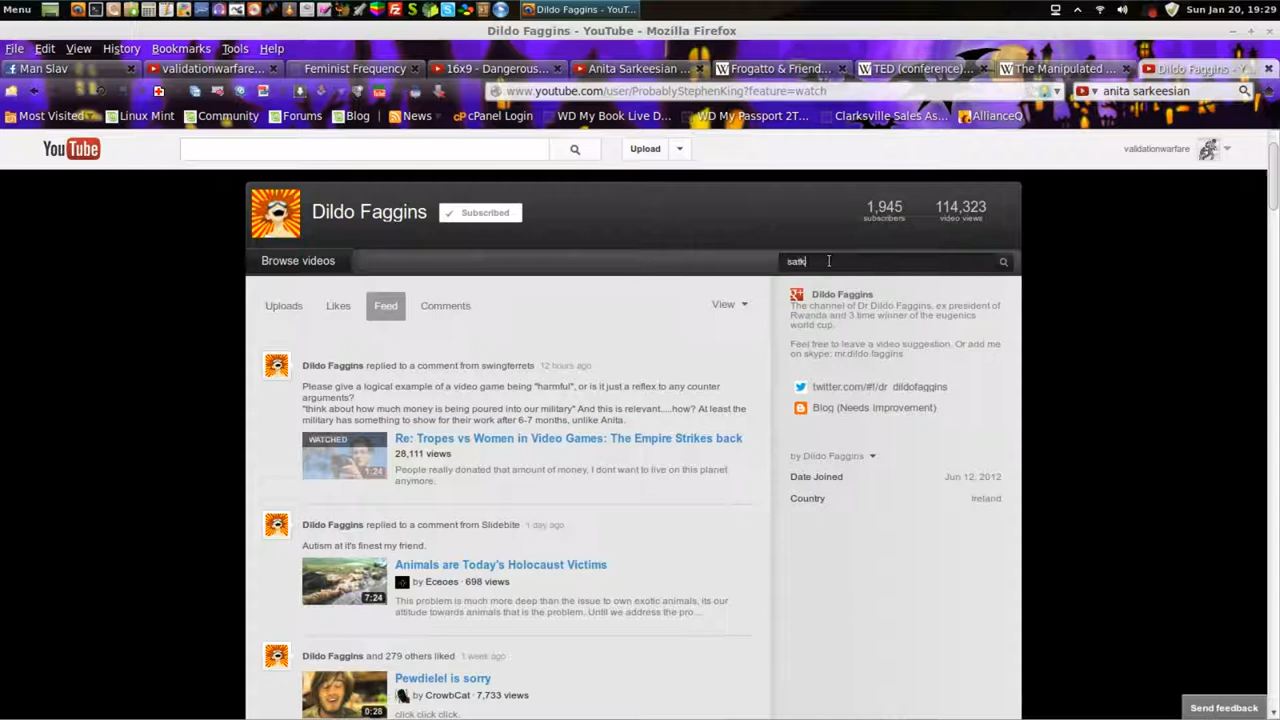 Menu
Dildo Faggins - YouT...
Sun Jan 20, 19:29
Dildo Faggins - YouTube - Mozilla Firefox
File Edit View History Bookmarks Tools Help
Man Slav
validationwarfare...
Feminist Frequency
16x9 - Dangerous...
Anita Sarkeesian ...
Frogatto & Friend...
TED (conference)...
The Manipulated ...
Dildo Faggins - Y...
www.youtube.com/user/ProbablyStephenKing?feature=watch
anita sarkeesian
Most Visited
Linux Mint
Community
Forums
Blog
News
cPanel Login
WD My Book Live D...
WD My Passport 2T...
Clarksville Sales As...
AllianceQ
YouTube
Upload
validationwarfare
Dildo Faggins
Subscribed
1,945
subscribers
114,323
video views
Browse videos
satk
Uploads Likes Feed Comments
View
Dildo Faggins replied to a comment from swingferrets 12 hours ago
Please give a logical example of a video game being "harmful", or is it just a reflex to any counter
arguments?
"think about how much money is being poured into our military" And this is relevant.....how? At least the
military has something to show for their work after 6-7 months, unlike Anita.
WATCHED
1:24
Re: Tropes vs Women in Video Games: The Empire Strikes back
28,111 views
People really donated that amount of money, I dont want to live on this planet
anymore.
Dildo Faggins replied to a comment from Slidebite 1 day ago
Autism at it's finest my friend.
7:24
Animals are Today's Holocaust Victims
by Eceoes · 698 views
This problem is much more deep than the issue to own exotic animals, its our
attitude towards animals that is the problem. Until we address the pro ...
Dildo Faggins and 279 others liked 1 week ago
0:28
Pewdielel is sorry
by CrowbCat · 7,733 views
click click click.
Dildo Faggins
The channel of Dr Dildo Faggins, ex president of
Rwanda and 3 time winner of the eugenics
world cup.
Feel free to leave a video suggestion. Or add me
on skype: mr.dildo.faggins
twitter.com/#!/dr_dildofaggins
Blog (Needs Improvement)
by Dildo Faggins
Date Joined Jun 12, 2012
Country Ireland
Send feedback